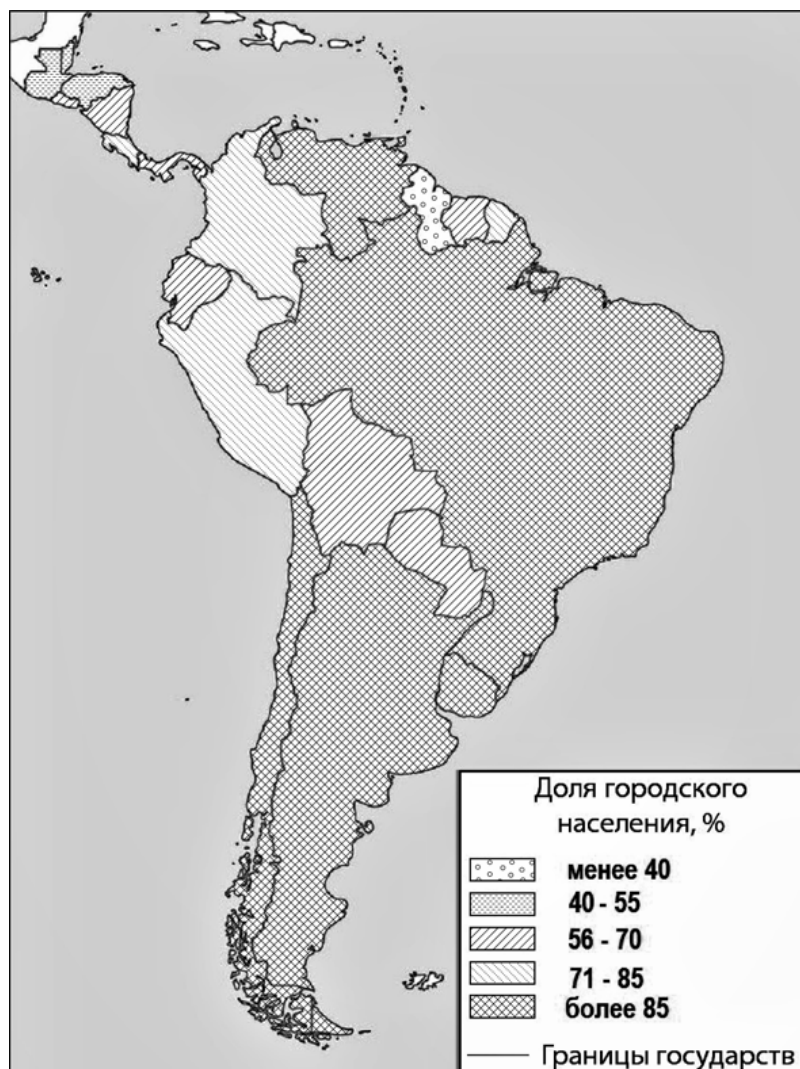 Доля городского
населения, %
менее 40
40 - 55
56 - 70
71 - 85
более 85
Границы государств